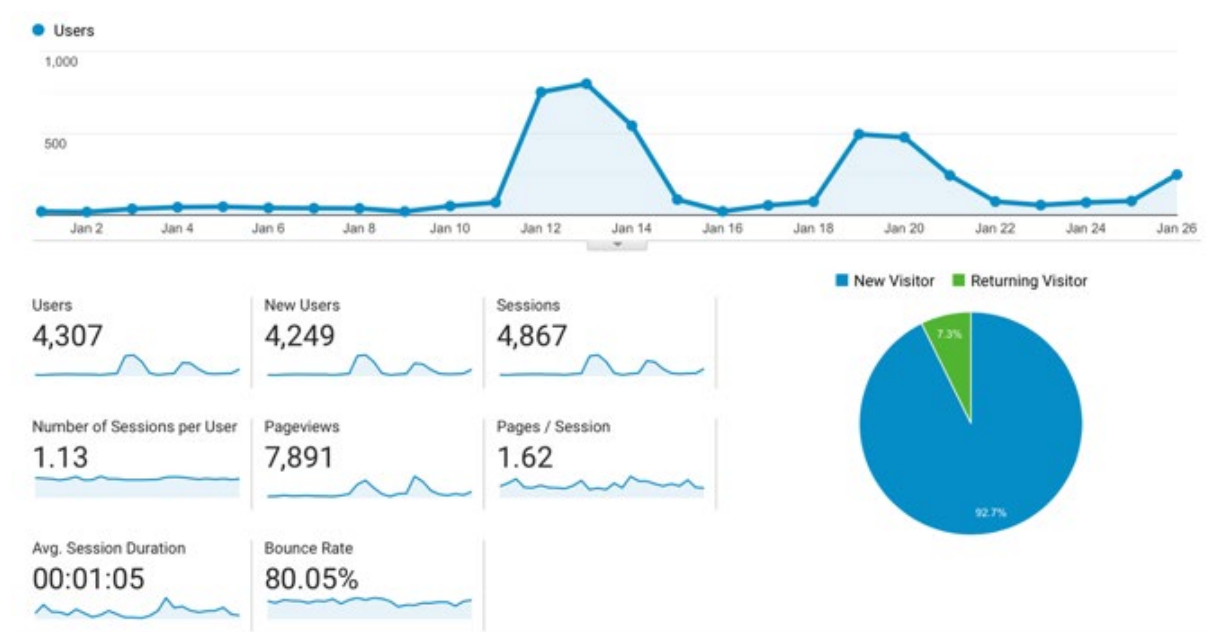 Users
1,000
500
Jan 2 Jan 4 Jan 6 Jan 8 Jan 10 Jan 12 Jan 14 Jan 16 Jan 18 Jan 20 Jan 22 Jan 24 Jan 26
New Visitor Returning Visitor
Users New Users Sessions
4,307 4,249 4,867
7.3%
Number of Sessions per User Pageviews Pages / Session
1.13 7,891 1.62
92.7%
Avg. Session Duration Bounce Rate
00:01:05 80.05%